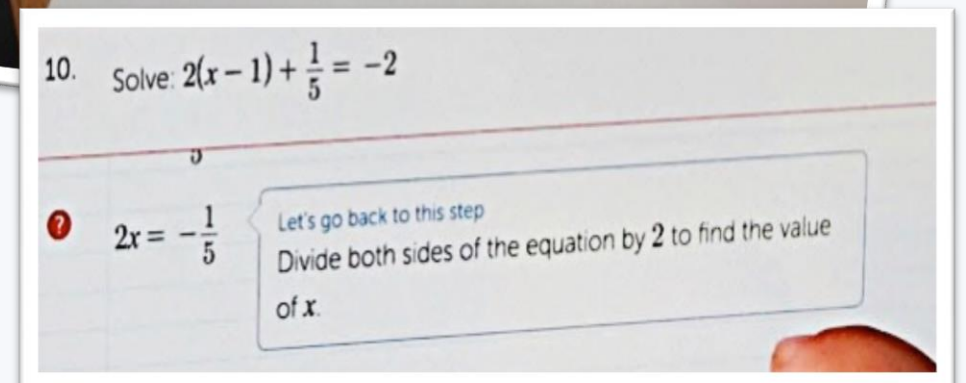 10. Solve: 2(x − 1) + 1/5 = −2
? 2x = − 1/5
Let's go back to this step
Divide both sides of the equation by 2 to find the value
of x.